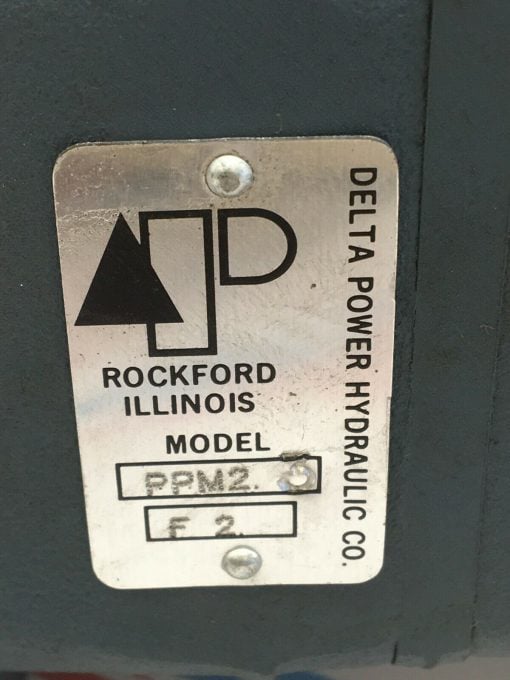 ROCKFORD
ILLINOIS
MODEL
PPM2.
F 2.
DELTA POWER HYDRAULIC CO.